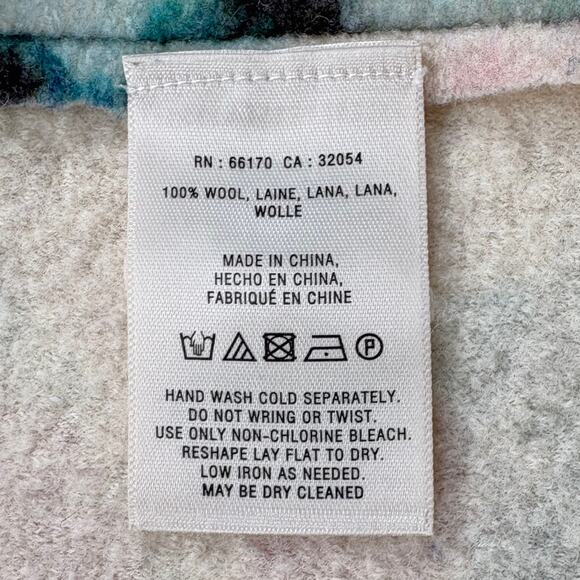 RN : 66170 CA : 32054
100% WOOL, LAINE, LANA, LANA,
WOLLE
MADE IN CHINA,
HECHO EN CHINA,
FABRIQUÉ EN CHINE
P
HAND WASH COLD SEPARATELY.
DO NOT WRING OR TWIST.
USE ONLY NON-CHLORINE BLEACH.
RESHAPE LAY FLAT TO DRY.
LOW IRON AS NEEDED.
MAY BE DRY CLEANED